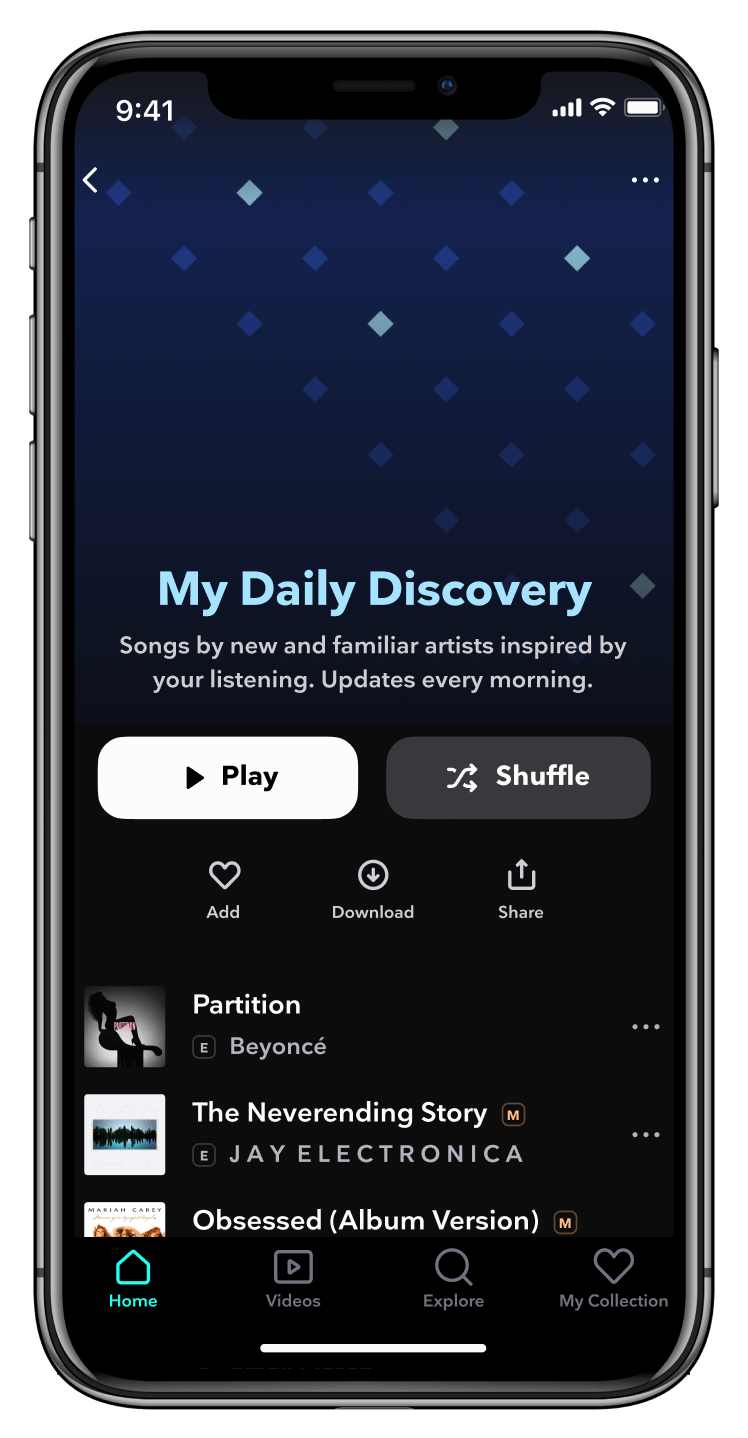 9:41
My Daily Discovery
Songs by new and familiar artists inspired by
your listening. Updates every morning.
Play
Shuffle
Add
Download
Share
PARTITION
Partition
E Beyoncé
The Neverending Story M
E JAY ELECTRONICA
MARIAH CAREY
Obsessed (Album Version) M
Home
Videos
Explore
My Collection